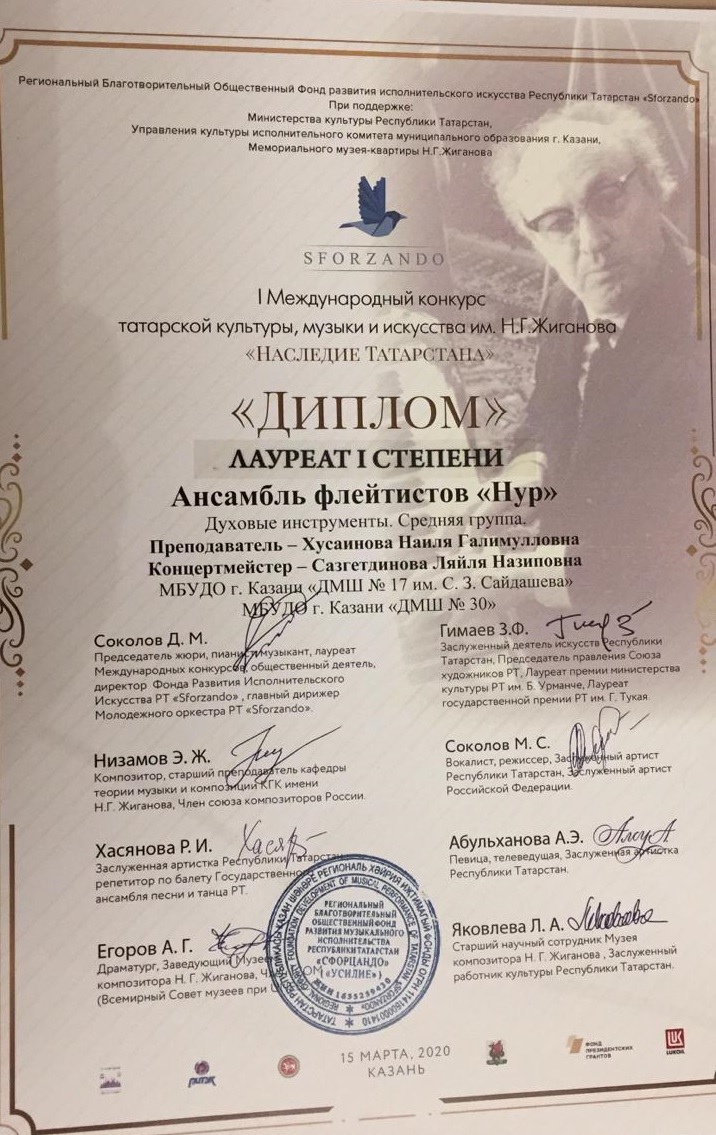 Региональный Благотворительный Общественный Фонд развития исполнительского искусства Республики Татарстан «Sforzando»
При поддержке:
Министерства культуры Республики Татарстан,
Управления культуры исполнительного комитета муниципального образования г. Казани,
Мемориального музея-квартиры Н.Г.Жиганова
SFORZANDO
I Международный конкурс
татарской культуры, музыки и искусства им. Н.Г.Жиганова
«Наследие Татарстана»
«Диплом»
ЛАУРЕАТ I СТЕПЕНИ
Ансамбль флейтистов «Нур»
Духовые инструменты. Средняя группа.
Преподаватель – Хусаинова Наиля Галимулловна
Концертмейстер – Сазгетдинова Ляйля Назиповна
МБУДО г. Казани «ДМШ № 17 им. С. З. Сайдашева»
МБУДО г. Казани «ДМШ № 30»
Соколов Д. М.
Председатель жюри, пианист, музыкант, лауреат
Международных конкурсов, общественный деятель,
директор Фонда Развития Исполнительского
Искусства РТ «Sforzando» , главный дирижер
Молодежного оркестра РТ «Sforzando».
Гимаев З.Ф.
Заслуженный деятель искусств Республики
Татарстан, Председатель правления Союза
художников РТ, Лауреат премии министерства
культуры РТ им. Б. Урманче, Лауреат
государственной премии РТ им. Г. Тукая.
Низамов Э. Ж.
Композитор, старший преподаватель кафедры
теории музыки и композиции КГК имени
Н.Г. Жиганова, Член союза композиторов России.
Соколов М. С.
Вокалист, режиссер, Заслуженный артист
Республики Татарстан, Заслуженный артист
Российской Федерации.
Хасянова Р. И.
Заслуженная артистка Республики Татарстан
репетитор по балету Государственного
ансамбля песни и танца РТ.
Абульханова А.Э.
Певица, телеведущая, Заслуженная артистка
Республики Татарстан.
Егоров А. Г.
Драматург, Заведующий Музеем
композитора Н. Г. Жиганова,
(Всемирный Совет музеев при
Яковлева Л. А.
Старший научный сотрудник Музея
композитора Н. Г. Жиганова , Заслуженный
работник культуры Республики Татарстан.
РЕГИОНАЛЬНЫЙ
БЛАГОТВОРИТЕЛЬНЫЙ
ОБЩЕСТВЕННЫЙ ФОНД
РАЗВИТИЯ МУЗЫКАЛЬНОГО
ИСПОЛНИТЕЛЬСТВА
РЕСПУБЛИКИ ТАТАРСТАН
«СФОРЦАНДО»
(«УСИЛИЕ»)
15 МАРТА, 2020
КАЗАНЬ
ФОНД
ПРЕЗИДЕНТСКИХ
ГРАНТОВ
LUKOIL